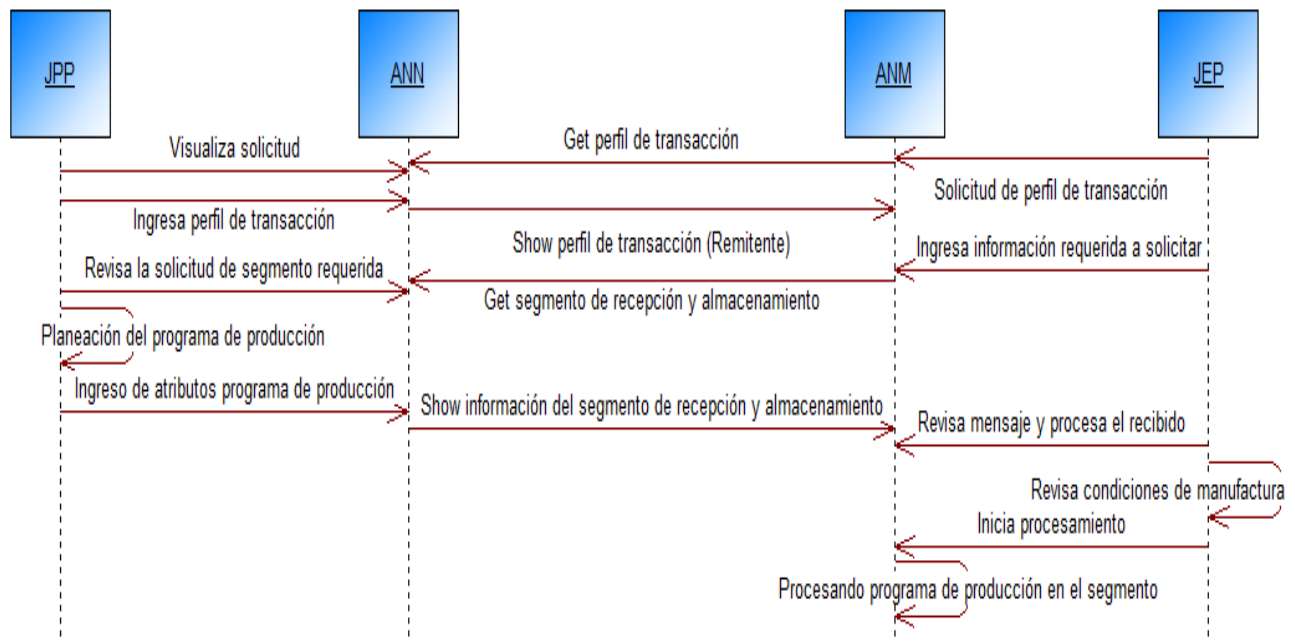 JPP
ANN
ANM
JEP
Visualiza solicitud
Get perfil de transacción
Solicitud de perfil de transacción
Ingresa perfil de transacción
Show perfil de transacción (Remitente)
Ingresa información requerida a solicitar
Revisa la solicitud de segmento requerida
Get segmento de recepción y almacenamiento
Planeación del programa de producción
Ingreso de atributos programa de producción
Show información del segmento de recepción y almacenamiento
Revisa mensaje y procesa el recibido
Revisa condiciones de manufactura
Inicia procesamiento
Procesando programa de producción en el segmento